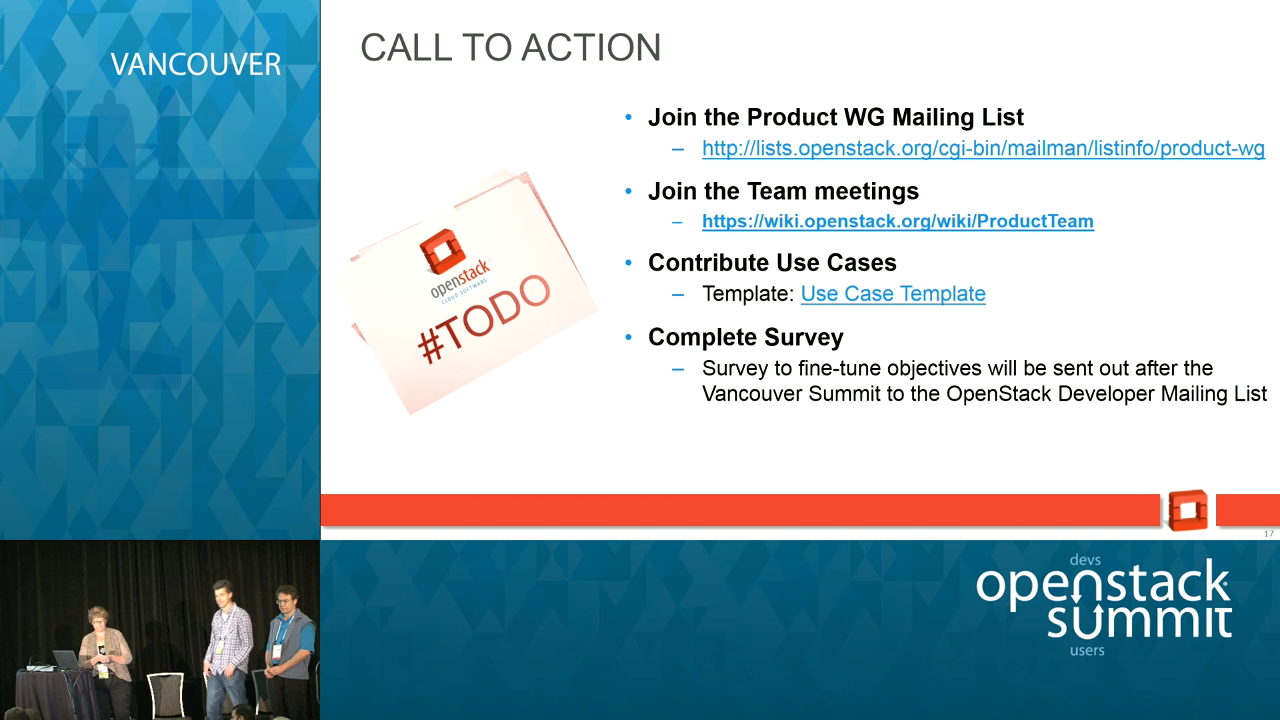 VANCOUVER
CALL TO ACTION
• Join the Product WG Mailing List
– http://lists.openstack.org/cgi-bin/mailman/listinfo/product-wg
• Join the Team meetings
– https://wiki.openstack.org/wiki/ProductTeam
• Contribute Use Cases
– Template: Use Case Template
• Complete Survey
– Survey to fine-tune objectives will be sent out after the
Vancouver Summit to the OpenStack Developer Mailing List
openstack
CLOUD SOFTWARE
#TODO
17
devs
openstack
summit
users